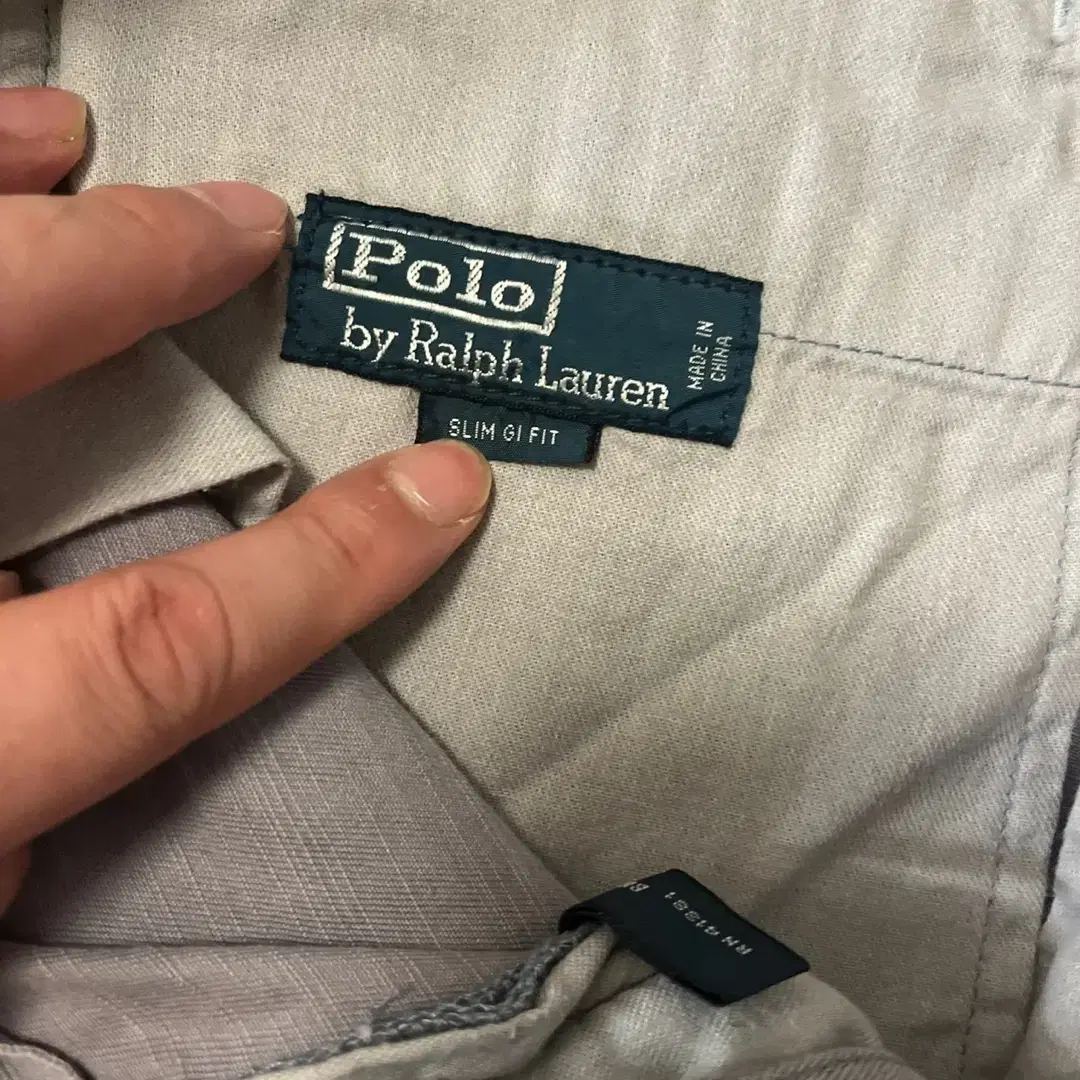 Polo
by Ralph Lauren
MADE IN
CHINA
SLIM GI FIT
RN 41381